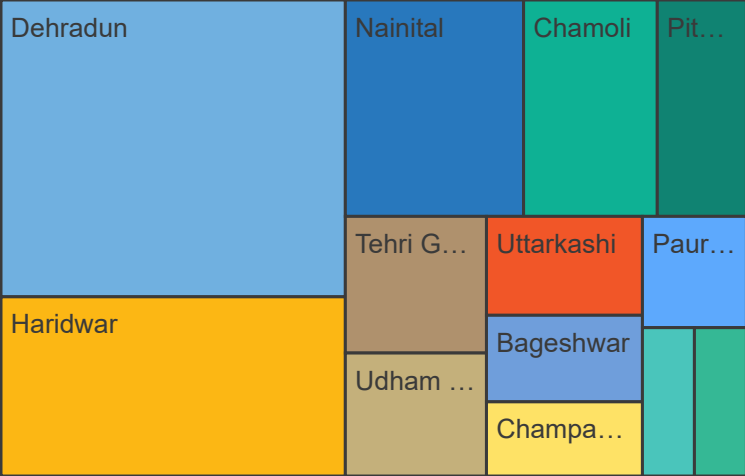 Dehradun
Nainital
Chamoli
Pit…
Tehri G…
Uttarkashi
Paur…
Haridwar
Bageshwar
Udham …
Champa…